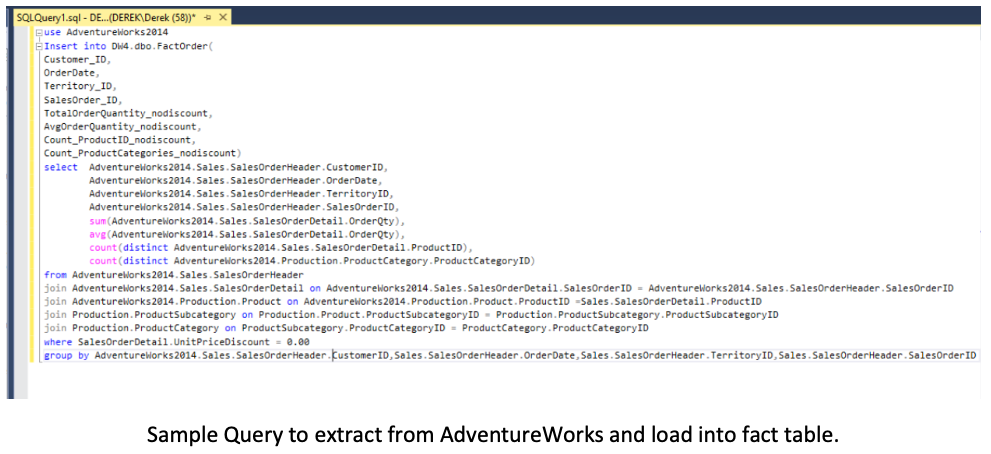 SQLQuery1.sql - DE...(DEREK\Derek (58))*
use AdventureWorks2014
Insert into DW4.dbo.FactOrder(
Customer_ID,
OrderDate,
Territory_ID,
SalesOrder_ID,
TotalOrderQuantity_nodiscount,
AvgOrderQuantity_nodiscount,
Count_ProductID_nodiscount,
Count_ProductCategories_nodiscount)
select AdventureWorks2014.Sales.SalesOrderHeader.CustomerID,
AdventureWorks2014.Sales.SalesOrderHeader.OrderDate,
AdventureWorks2014.Sales.SalesOrderHeader.TerritoryID,
AdventureWorks2014.Sales.SalesOrderHeader.SalesOrderID,
sum(AdventureWorks2014.Sales.SalesOrderDetail.OrderQty),
avg(AdventureWorks2014.Sales.SalesOrderDetail.OrderQty),
count(distinct AdventureWorks2014.Sales.SalesOrderDetail.ProductID),
count(distinct AdventureWorks2014.Production.ProductCategory.ProductCategoryID)
from AdventureWorks2014.Sales.SalesOrderHeader
join AdventureWorks2014.Sales.SalesOrderDetail on AdventureWorks2014.Sales.SalesOrderDetail.SalesOrderID = AdventureWorks2014.Sales.SalesOrderHeader.SalesOrderID
join AdventureWorks2014.Production.Product on AdventureWorks2014.Production.Product.ProductID =Sales.SalesOrderDetail.ProductID
join Production.ProductSubcategory on Production.Product.ProductSubcategoryID = Production.ProductSubcategory.ProductSubcategoryID
join Production.ProductCategory on ProductSubcategory.ProductCategoryID = ProductCategory.ProductCategoryID
where SalesOrderDetail.UnitPriceDiscount = 0.00
group by AdventureWorks2014.Sales.SalesOrderHeader.CustomerID,Sales.SalesOrderHeader.OrderDate,Sales.SalesOrderHeader.TerritoryID,Sales.SalesOrderHeader.SalesOrderID
Sample Query to extract from AdventureWorks and load into fact table.